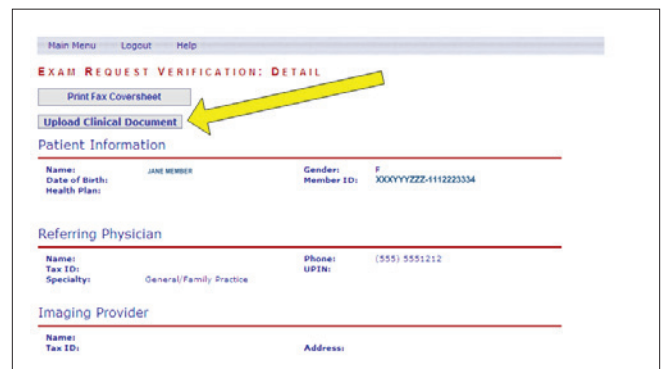 Main Menu Logout Help
EXAM REQUEST VERIFICATION: DETAIL
Print Fax Coversheet
Upload Clinical Document
Patient Information
Name: JANE MEMBER Gender: F
Date of Birth: Member ID: XXXYYYZZZ-1112223334
Health Plan:
Referring Physician
Name: Phone: (555) 5551212
Tax ID: UPIN:
Specialty: General/Family Practice
Imaging Provider
Name:
Tax ID: Address: